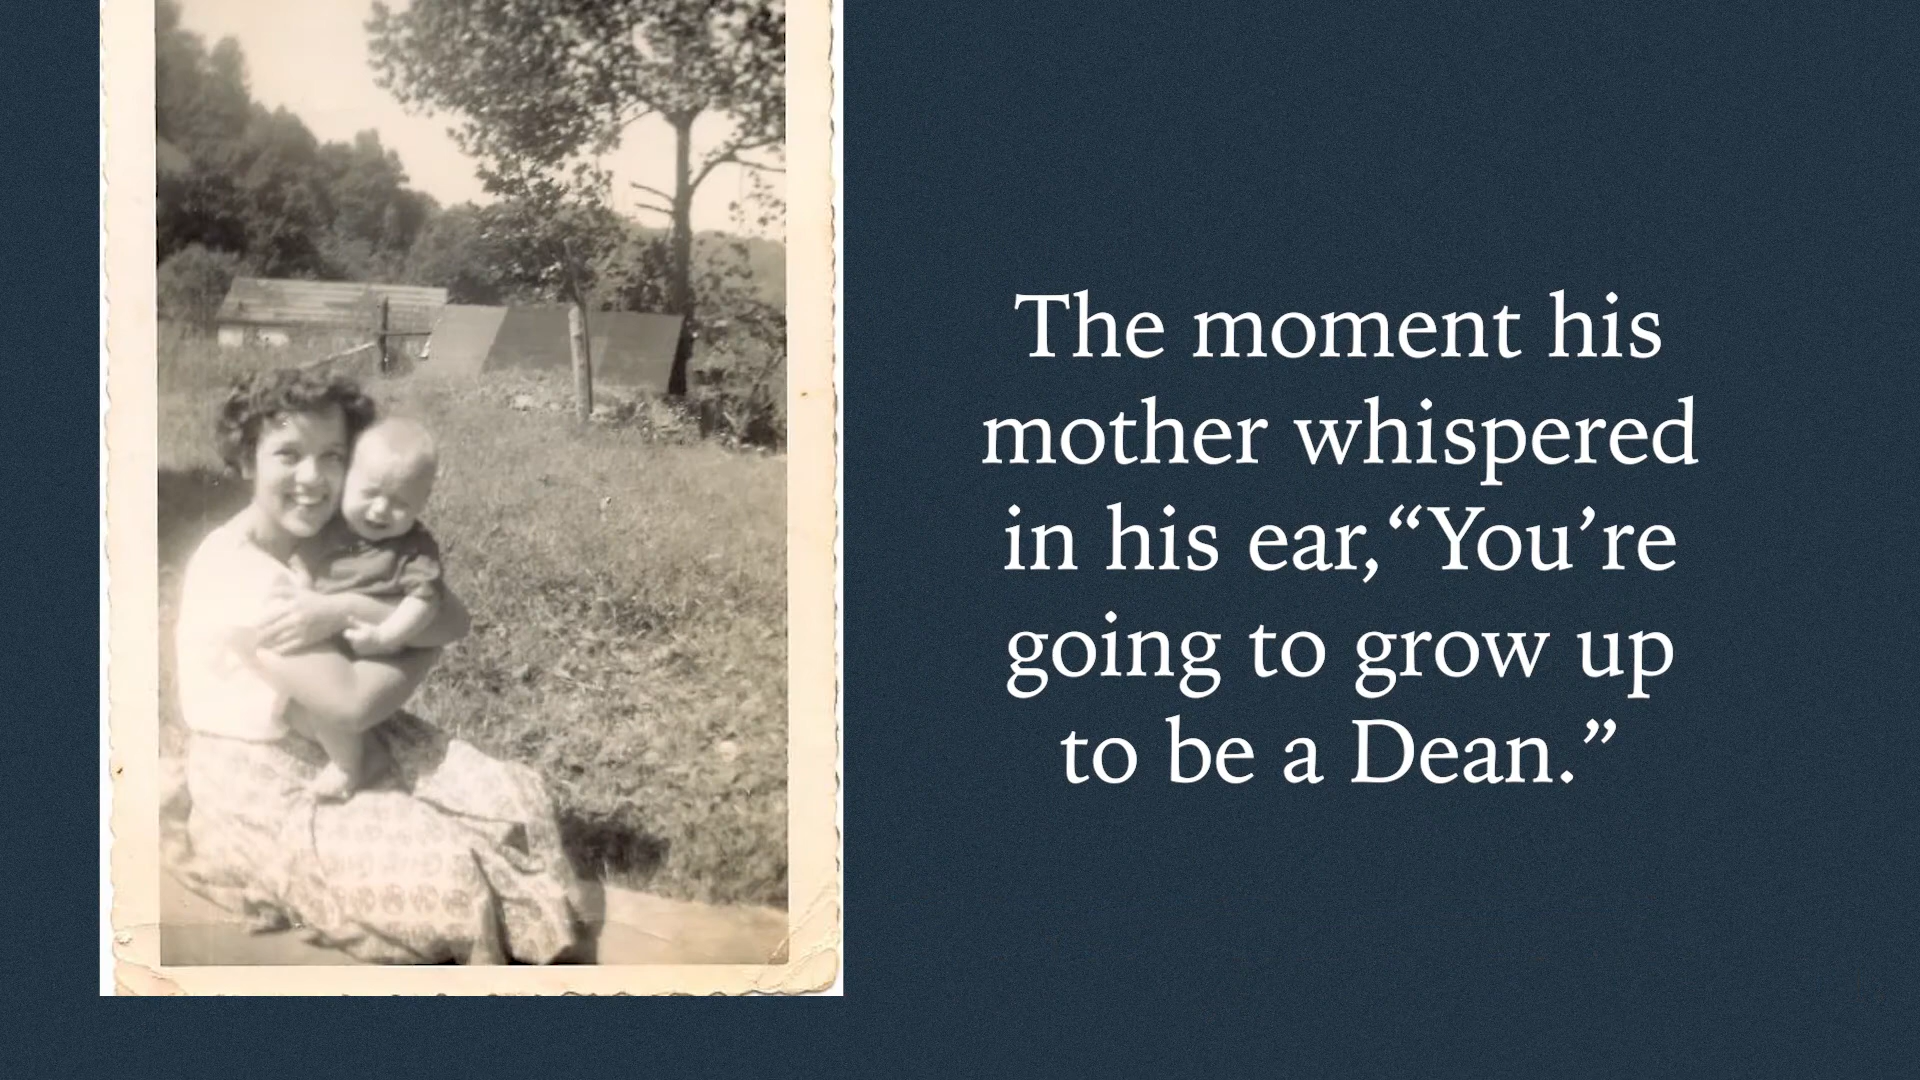 The moment his
mother whispered
in his ear,“You’re
going to grow up
to be a Dean.”